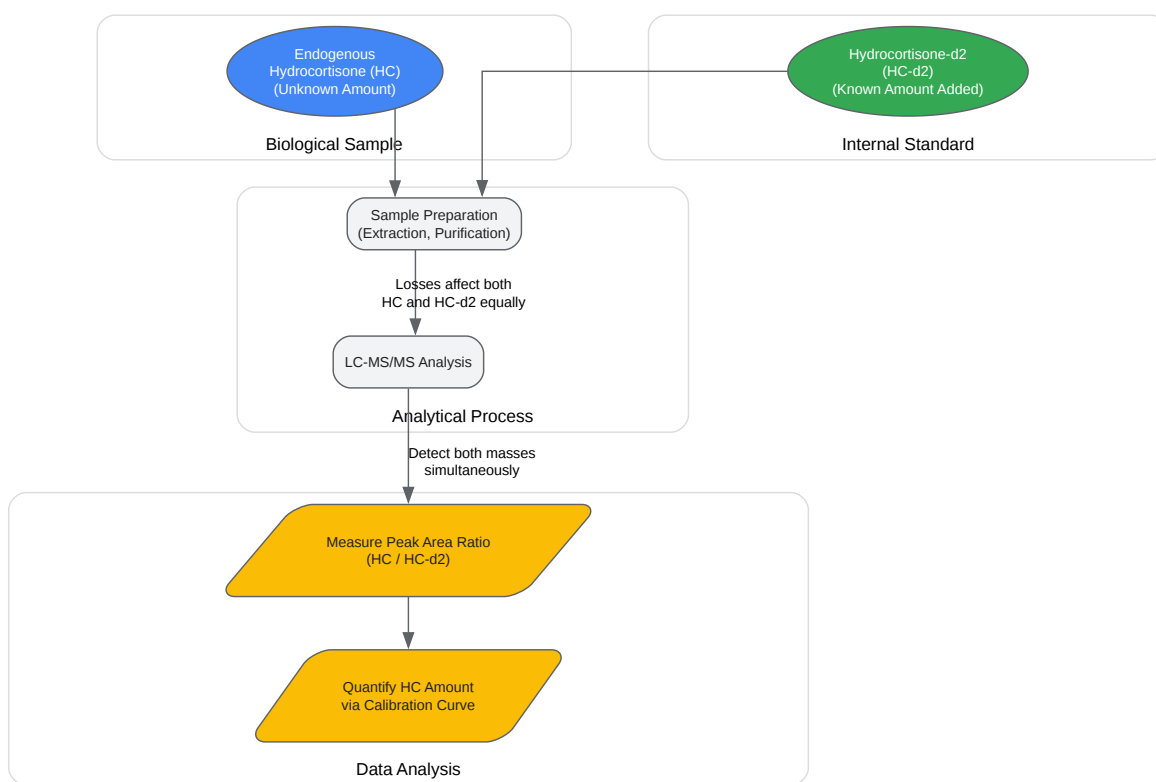 Endogenous
Hydrocortisone (HC)
(Unknown Amount)
Hydrocortisone-d2
(HC-d2)
(Known Amount Added)
Biological Sample
Internal Standard
Sample Preparation
(Extraction, Purification)
Losses affect both
HC and HC-d2 equally
LC-MS/MS Analysis
Analytical Process
Detect both masses
simultaneously
Measure Peak Area Ratio
(HC / HC-d2)
Quantify HC Amount
via Calibration Curve
Data Analysis